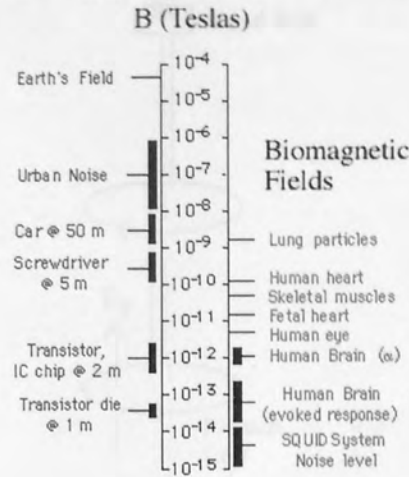 B (Teslas)
Earth's Field
Urban Noise
Car @ 50 m
Screwdriver
@ 5 m
Transistor,
IC chip @ 2 m
Transistor die
@ 1 m
10⁻⁴
10⁻⁵
10⁻⁶
10⁻⁷
10⁻⁸
10⁻⁹
10⁻¹⁰
10⁻¹¹
10⁻¹²
10⁻¹³
10⁻¹⁴
10⁻¹⁵
Biomagnetic
Fields
Lung particles
Human heart
Skeletal muscles
Fetal heart
Human eye
Human Brain (α)
Human Brain
(evoked response)
SQUID System
Noise level